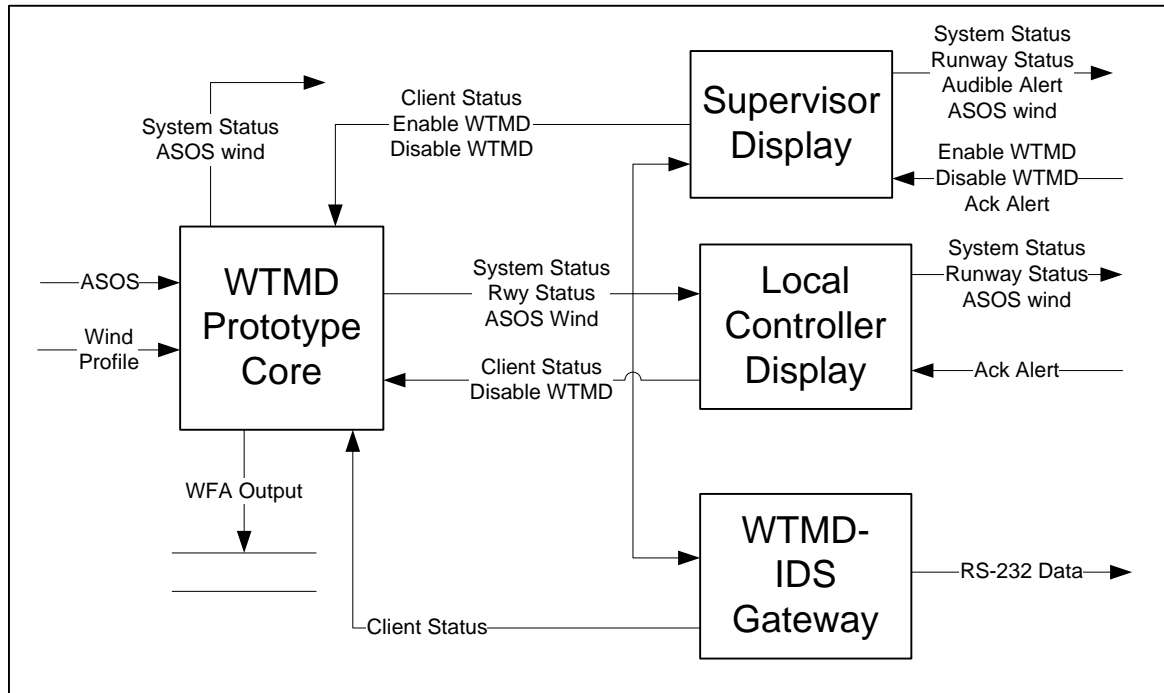 System Status
ASOS wind
Client Status
Enable WTMD
Disable WTMD
Supervisor
Display
System Status
Runway Status
Audible Alert
ASOS wind
Enable WTMD
Disable WTMD
Ack Alert
ASOS
Wind
Profile
WTMD
Prototype
Core
System Status
Rwy Status
ASOS Wind
Client Status
Disable WTMD
Local
Controller
Display
System Status
Runway Status
ASOS wind
Ack Alert
WFA Output
Client Status
WTMD-
IDS
Gateway
RS-232 Data